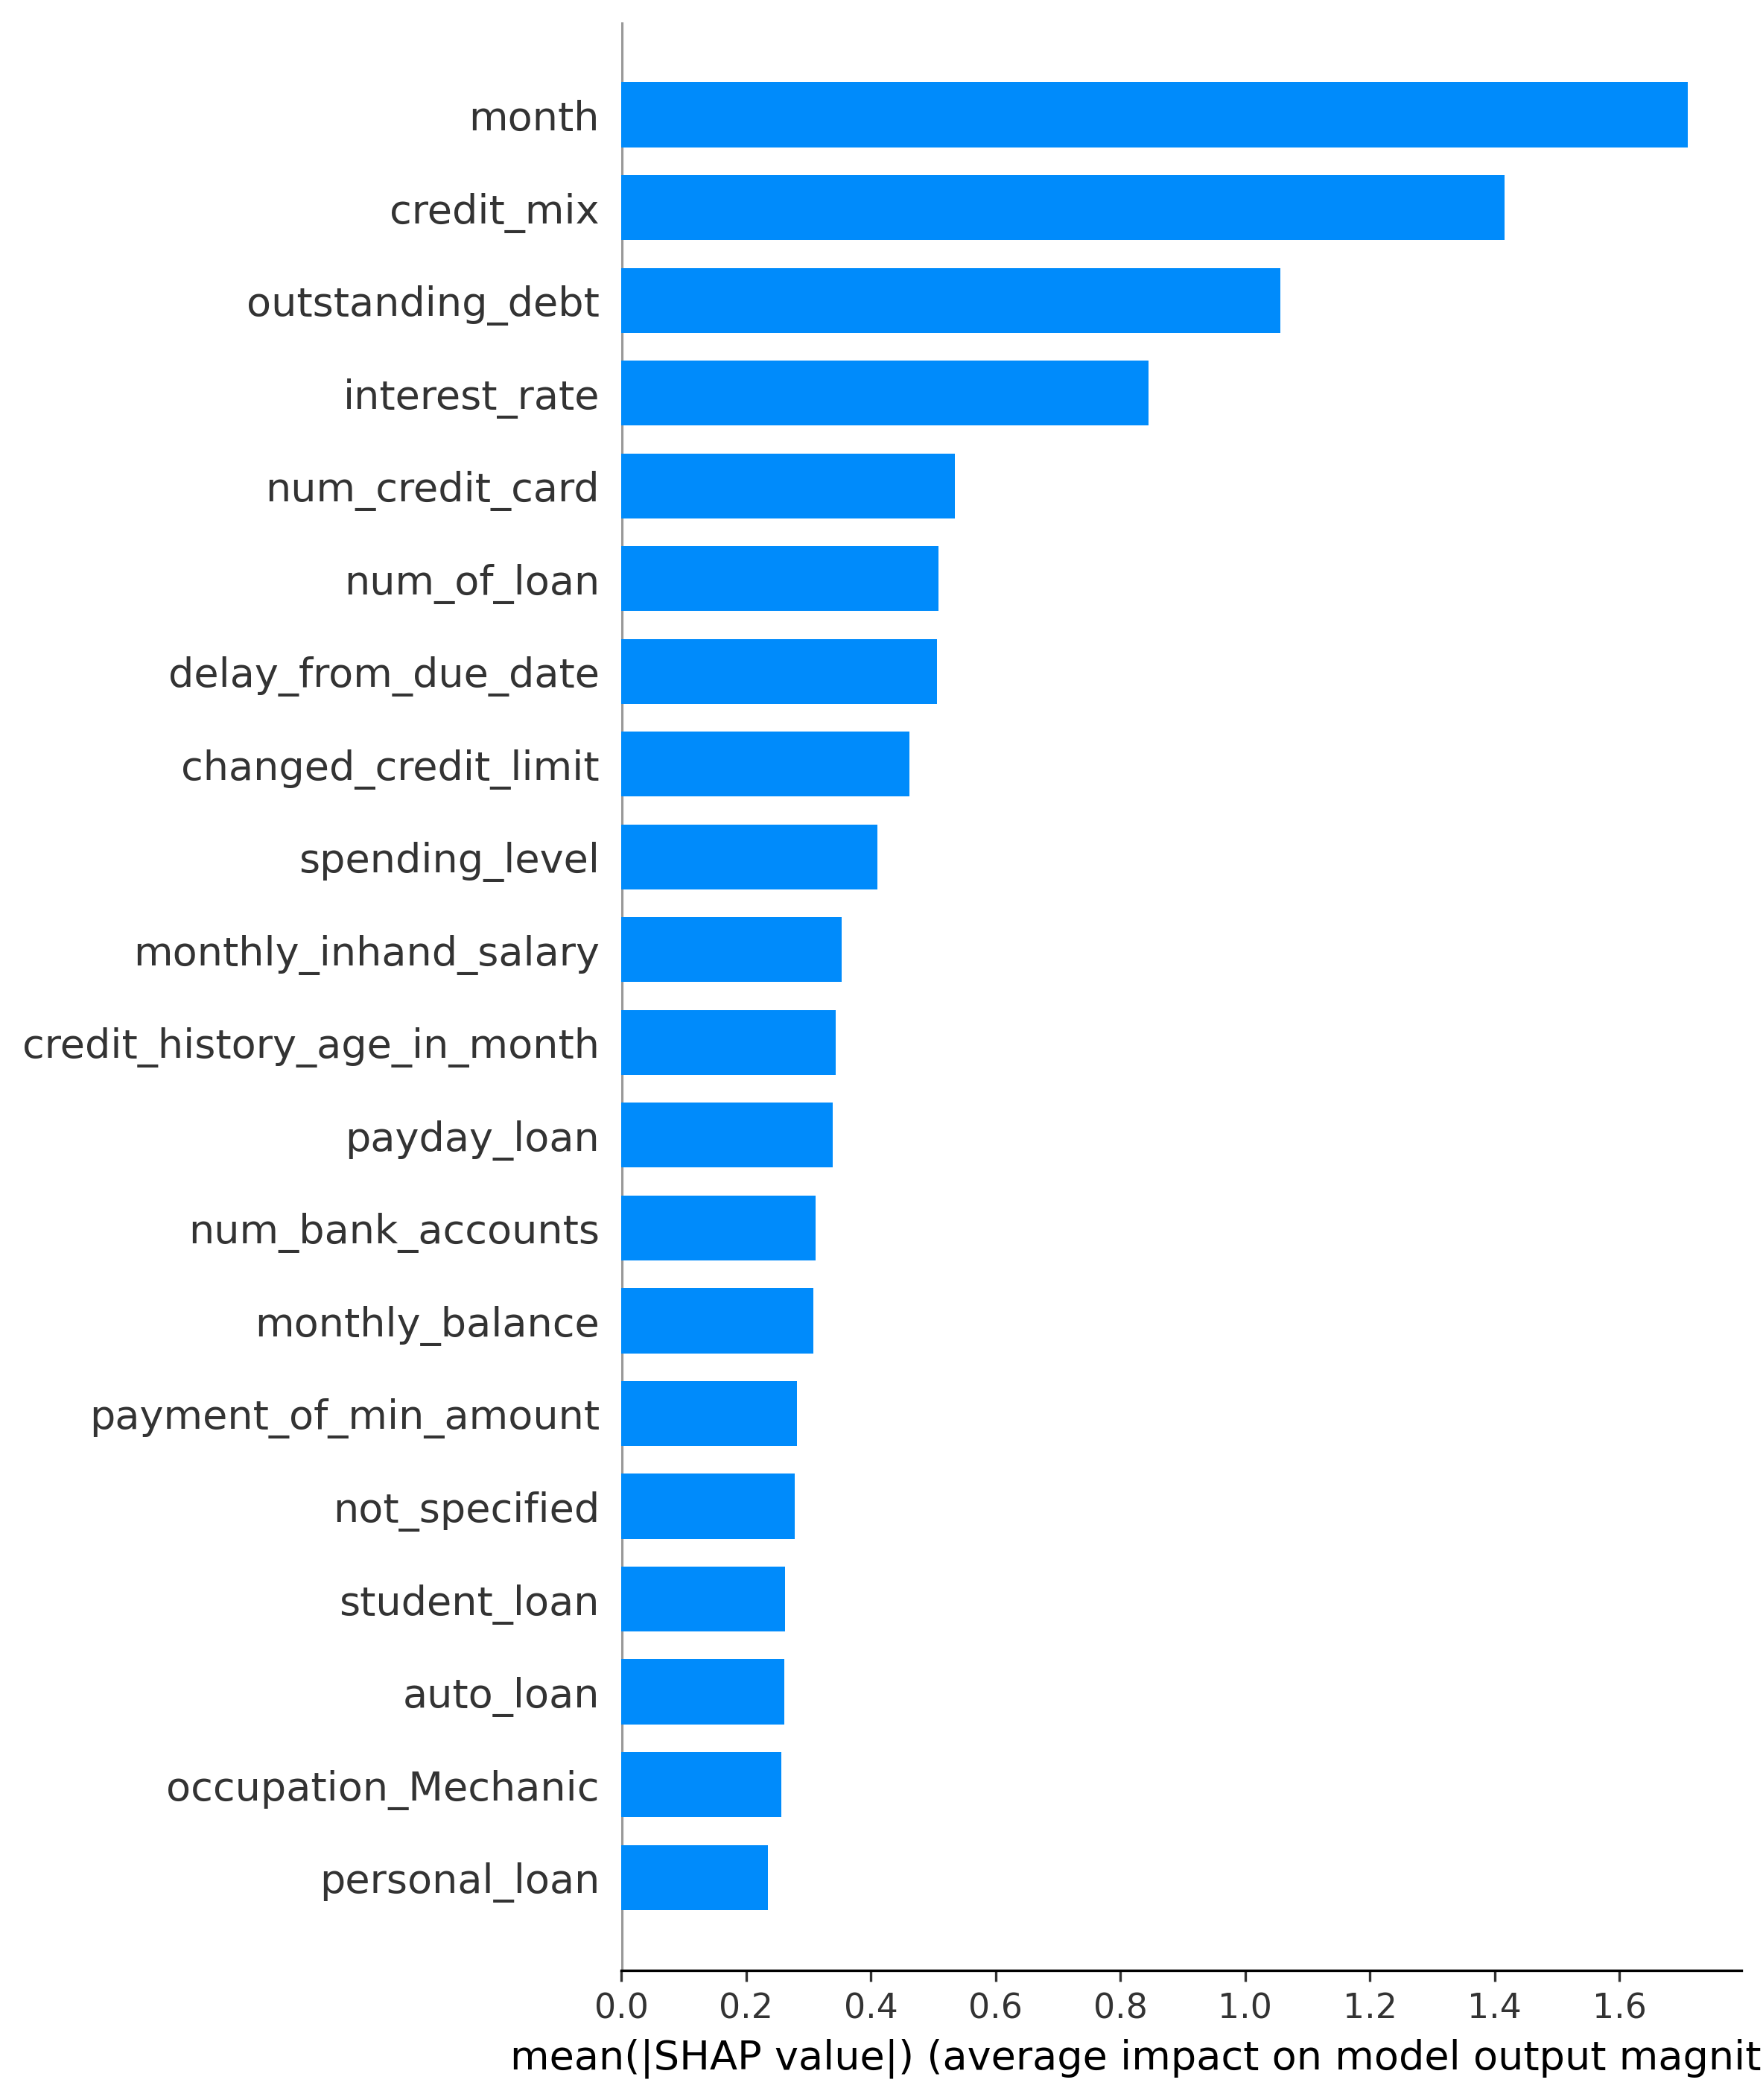 month
credit_mix
outstanding_debt
interest_rate
num_credit_card
num_of_loan
delay_from_due_date
changed_credit_limit
spending_level
monthly_inhand_salary
credit_history_age_in_month
payday_loan
num_bank_accounts
monthly_balance
payment_of_min_amount
not_specified
student_loan
auto_loan
occupation_Mechanic
personal_loan
0.0 0.2 0.4 0.6 0.8 1.0 1.2 1.4 1.6
mean(|SHAP value|) (average impact on model output magnit